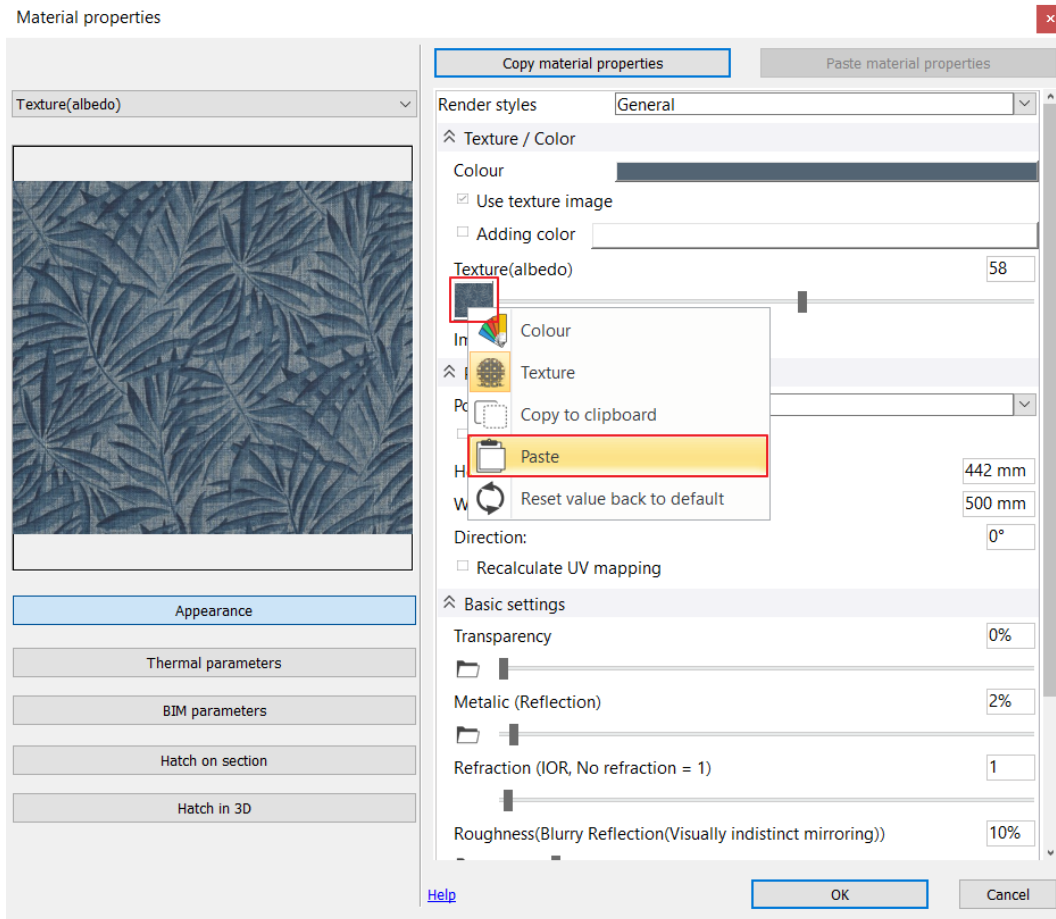 Material properties
Copy material properties
Paste material properties
Texture(albedo)
Render styles
General
Texture / Color
Colour
Use texture image
Adding color
Texture(albedo)
58
Colour
Texture
Copy to clipboard
Paste
442 mm
Reset value back to default
500 mm
Direction:
0°
Recalculate UV mapping
Basic settings
Transparency
0%
Metalic (Reflection)
2%
Refraction (IOR, No refraction = 1)
1
Roughness(Blurry Reflection(Visually indistinct mirroring))
10%
Appearance
Thermal parameters
BIM parameters
Hatch on section
Hatch in 3D
Help
OK
Cancel